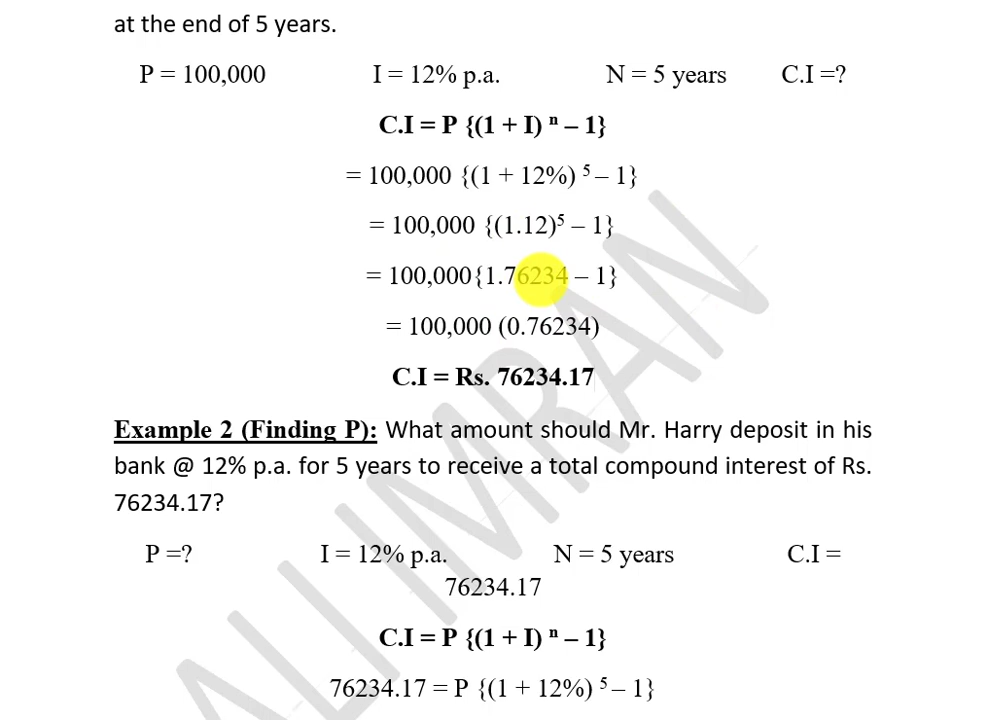 at the end of 5 years.
P = 100,000 I = 12% p.a. N = 5 years C.I =?
C.I = P {(1 + I) ⁿ – 1}
= 100,000 {(1 + 12%) ⁵ – 1}
= 100,000 {(1.12)⁵ – 1}
= 100,000{1.76234 – 1}
= 100,000 (0.76234)
C.I = Rs. 76234.17
Example 2 (Finding P): What amount should Mr. Harry deposit in his
bank @ 12% p.a. for 5 years to receive a total compound interest of Rs.
76234.17?
P =? I = 12% p.a. N = 5 years C.I =
76234.17
C.I = P {(1 + I) ⁿ – 1}
76234.17 = P {(1 + 12%) ⁵ – 1}
ALI IMRAN